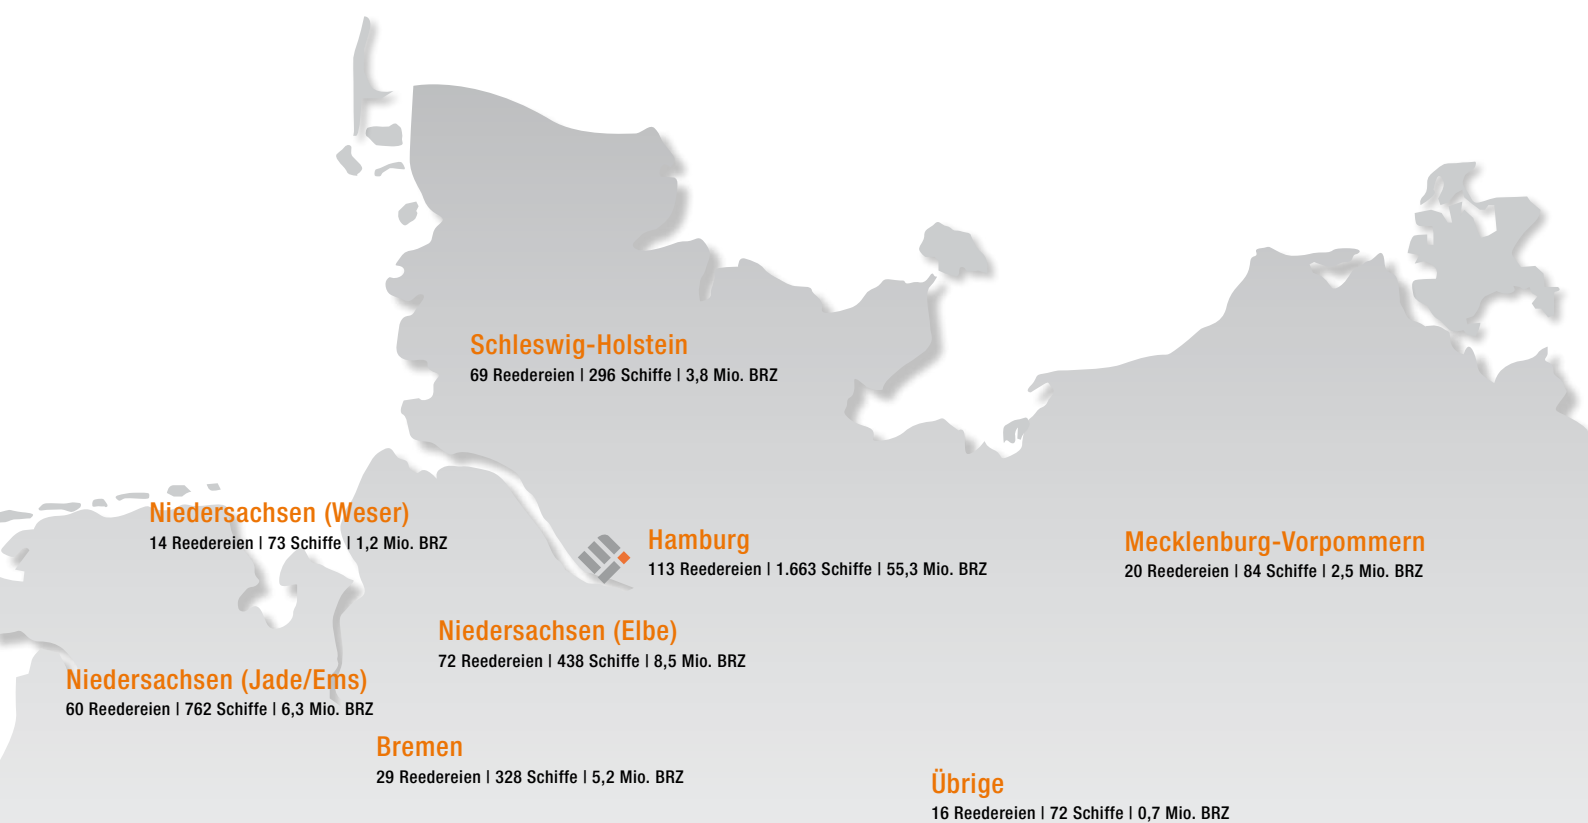 Schleswig-Holstein
69 Reedereien | 296 Schiffe | 3,8 Mio. BRZ
Niedersachsen (Weser)
14 Reedereien | 73 Schiffe | 1,2 Mio. BRZ
Hamburg
113 Reedereien | 1.663 Schiffe | 55,3 Mio. BRZ
Mecklenburg-Vorpommern
20 Reedereien | 84 Schiffe | 2,5 Mio. BRZ
Niedersachsen (Elbe)
72 Reedereien | 438 Schiffe | 8,5 Mio. BRZ
Niedersachsen (Jade/Ems)
60 Reedereien | 762 Schiffe | 6,3 Mio. BRZ
Bremen
29 Reedereien | 328 Schiffe | 5,2 Mio. BRZ
Übrige
16 Reedereien | 72 Schiffe | 0,7 Mio. BRZ